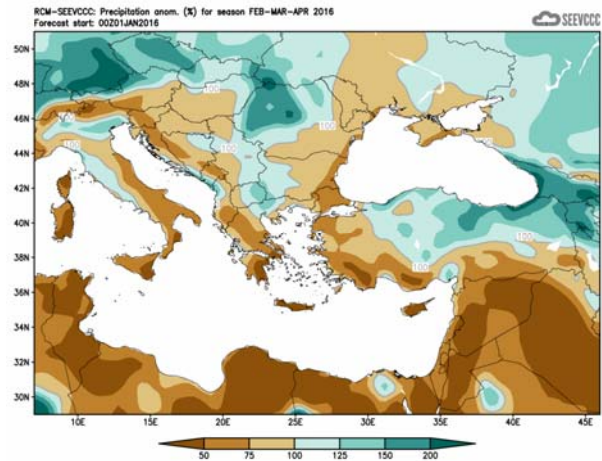 RCM-SEEVCCC: Precipitation anom. (%) for season FEB-MAR-APR 2016
Forecast start: 00Z01JAN2016
SEEVCCC
50N
48N
46N
44N
42N
40N
38N
36N
34N
32N
30N
100
100
100
100
100
100
100
100
10E 15E 20E 25E 30E 35E 40E 45E
50 75 100 125 150 200